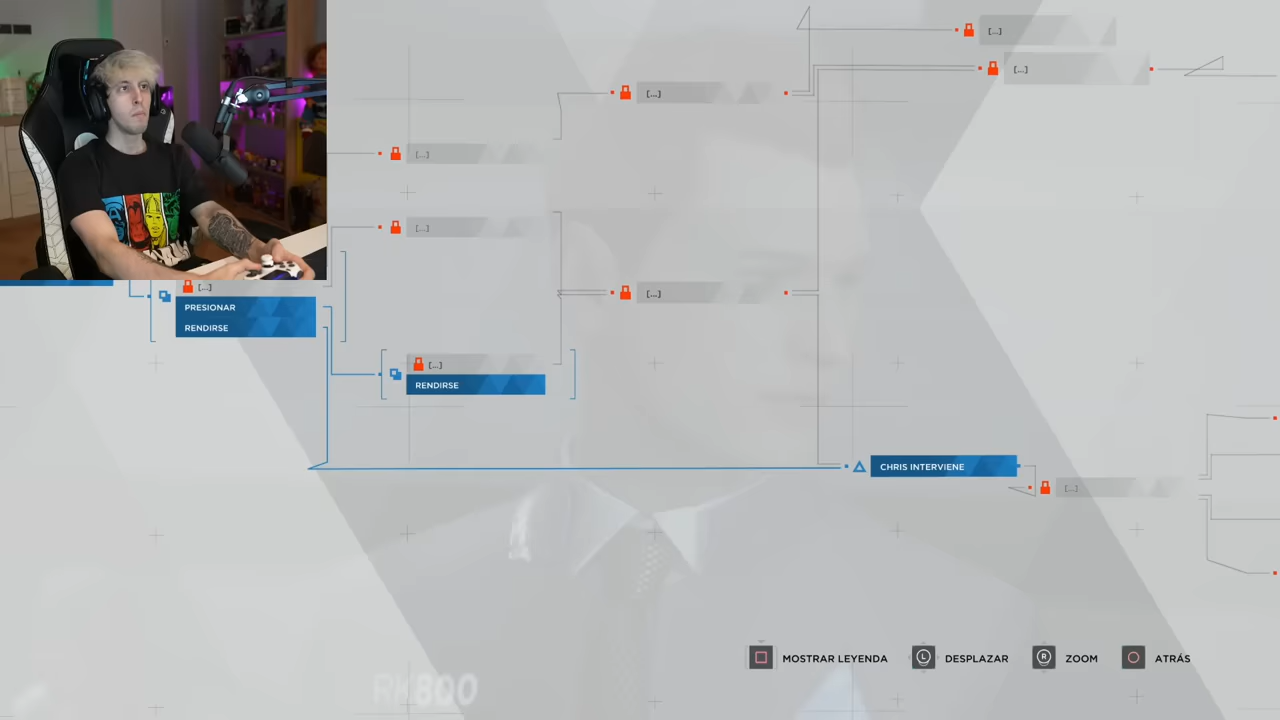 [...]
[...]
[...]
[...]
[...]
[...]
[...]
PRESIONAR
RENDIRSE
[...]
RENDIRSE
CHRIS INTERVIENE
[...]
MOSTRAR LEYENDA
L
DESPLAZAR
R
ZOOM
ATRÁS
RK800